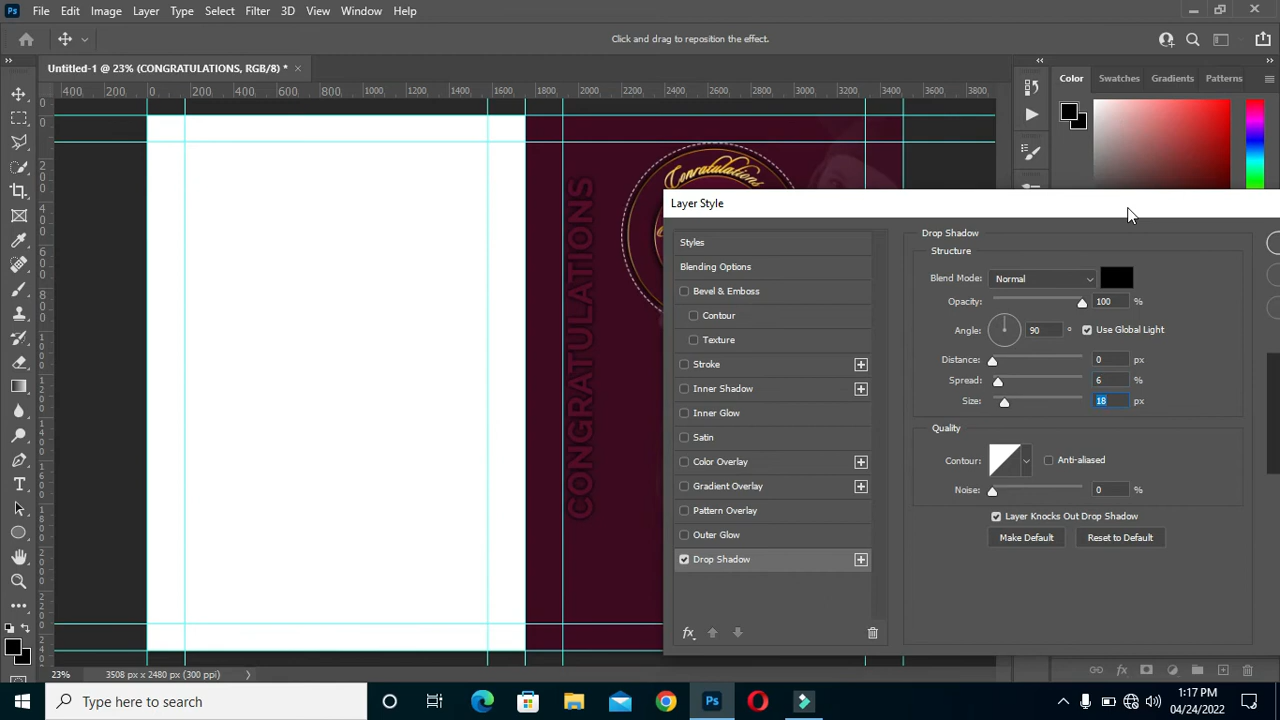 Ps File Edit Image Layer Type Select Filter 3D View Window Help
Click and drag to reposition the effect.
Untitled-1 @ 23% (CONGRATULATIONS, RGB/8) *
Color Swatches Gradients Patterns
400 200 0 200 400 600 800 1000 1200 1400 1600 1800 2000 2200 2400 2600 2800 3000 3200 3400 3600 3800
Conratulations
CONGRATULATIONS
Layer Style
Styles
Blending Options
Bevel & Emboss
Contour
Texture
Stroke
Inner Shadow
Inner Glow
Satin
Color Overlay
Gradient Overlay
Pattern Overlay
Outer Glow
Drop Shadow
fx
Drop Shadow
Structure
Blend Mode: Normal
Opacity: 100 %
Angle: 90 ° Use Global Light
Distance: 0 px
Spread: 6 %
Size: 18 px
Quality
Contour: Anti-aliased
Noise: 0 %
Layer Knocks Out Drop Shadow
Make Default Reset to Default
23% 3508 px x 2480 px (300 ppi)
Type here to search
Ps
1:17 PM
04/24/2022